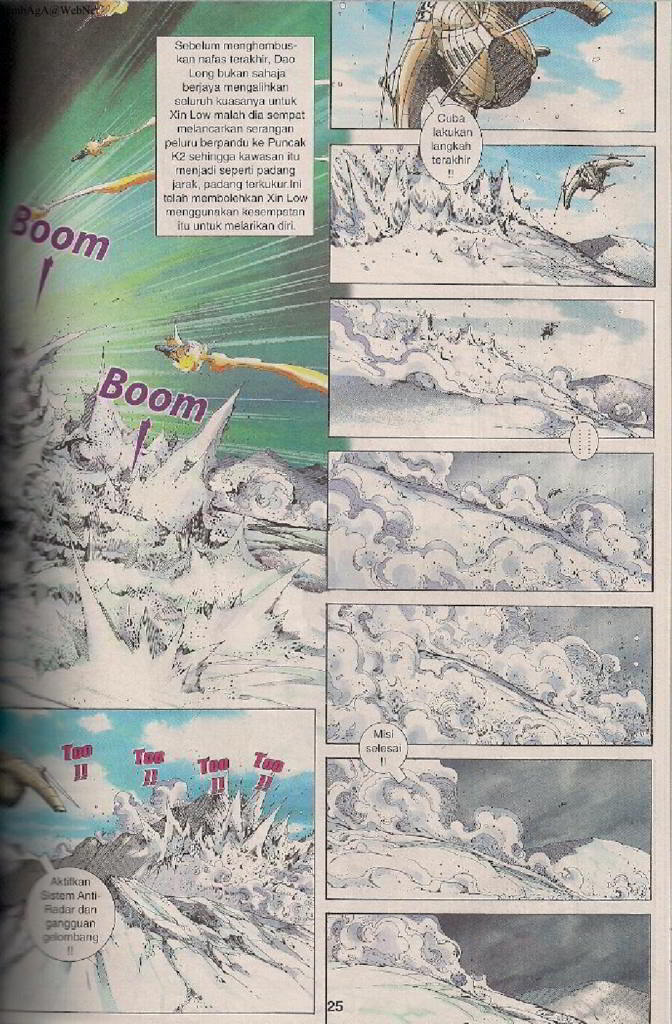 Sebelum menghembus-
kan nafas terakhir, Dao
Long bukan sahaja
berjaya mengalihkan
seluruh kuasanya untuk
Xin Low malah dia sempat
melancarkan serangan
peluru berpandu ke Puncak
K2 sehingga kawasan itu
menjadi seperti padang
jarak, padang terkukur.Ini
telah membolehkan Xin Low
menggunakan kesempatan
itu untuk melarikan diri.
Boom
Boom
Too Too Too Too
!! !! !! !!
Aktifkan
Sistem Anti-
Radar dan
gangguan
gelombang
!!
Cuba
lakukan
langkah
terakhir
!!
Misi
selesai
!!
25